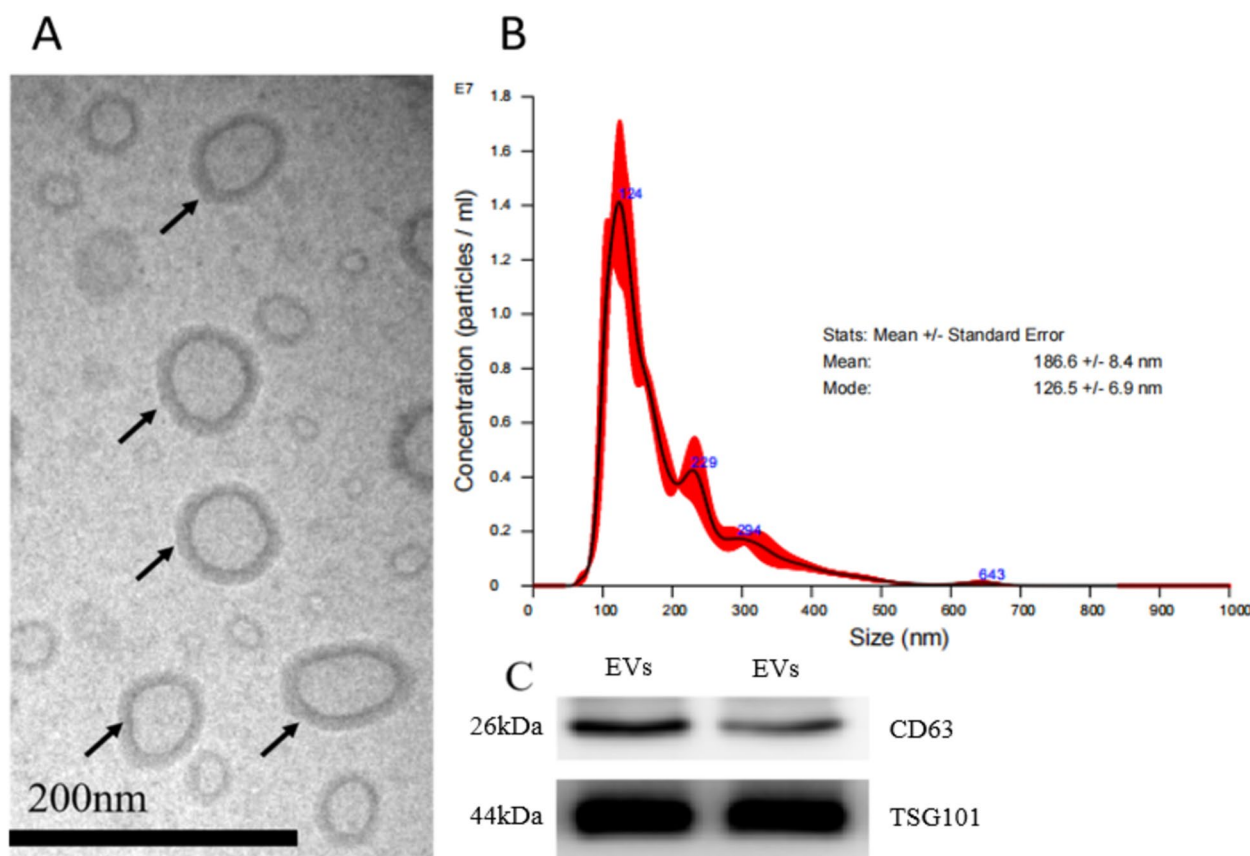 A
200nm
B
E7
1.8
1.6
1.4
1.2
1.0
0.8
0.6
0.4
0.2
0
Concentration (particles / ml)
124
229
294
643
Stats: Mean +/- Standard Error
Mean: 186.6 +/- 8.4 nm
Mode: 126.5 +/- 6.9 nm
0 100 200 300 400 500 600 700 800 900 1000
Size (nm)
C
EVs EVs
26kDa CD63
44kDa TSG101